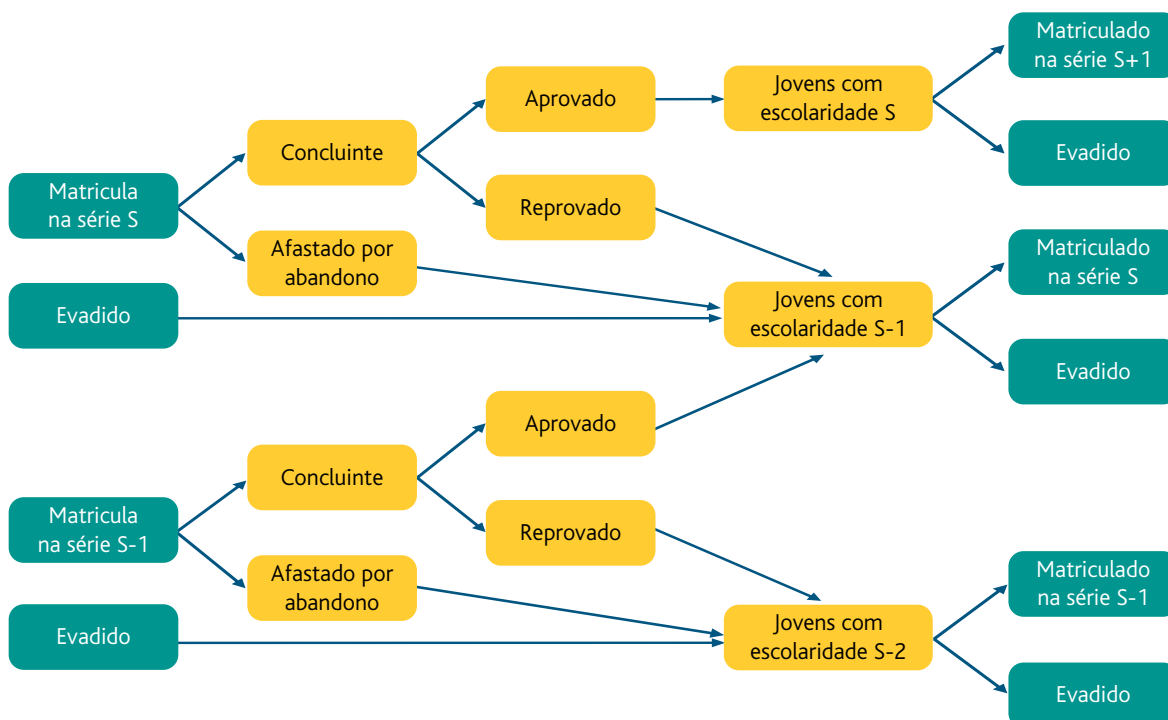 Matriculado
na série S+1
Aprovado
Jovens com
escolaridade S
Concluinte
Evadido
Matricula
na série S
Reprovado
Afastado por
abandono
Matriculado
na série S
Evadido
Jovens com
escolaridade S-1
Evadido
Aprovado
Concluinte
Matricula
na série S-1
Reprovado
Afastado por
abandono
Matriculado
na série S-1
Evadido
Jovens com
escolaridade S-2
Evadido